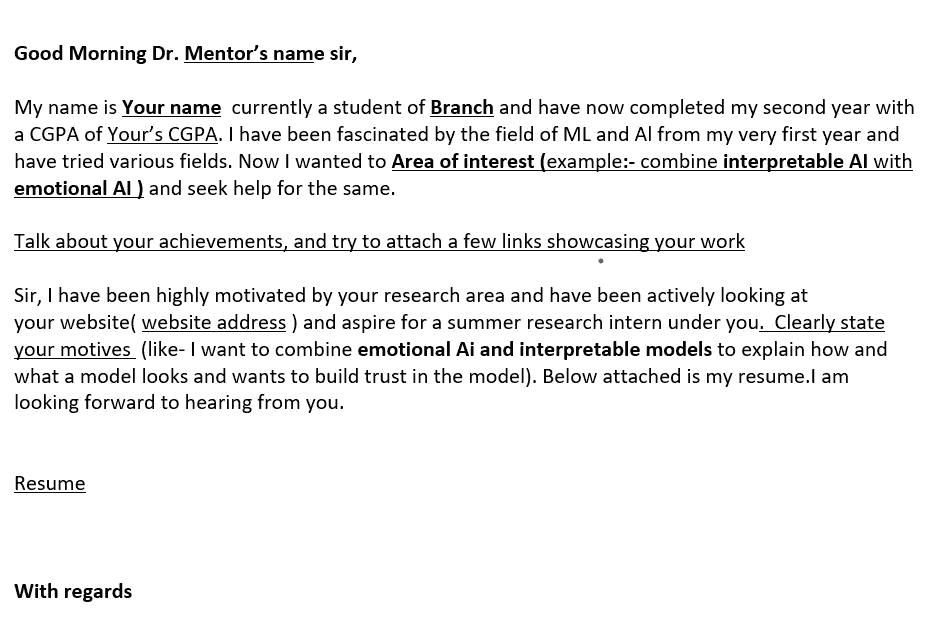 Good Morning Dr. Mentor’s name sir,
My name is Your name  currently a student of Branch and have now completed my second year with
a CGPA of Your’s CGPA. I have been fascinated by the field of ML and Al from my very first year and
have tried various fields. Now I wanted to Area of interest (example:- combine interpretable AI with
emotional AI ) and seek help for the same.
Talk about your achievements, and try to attach a few links showcasing your work
Sir, I have been highly motivated by your research area and have been actively looking at
your website( website address ) and aspire for a summer research intern under you.  Clearly state
your motives  (like- I want to combine emotional Ai and interpretable models to explain how and
what a model looks and wants to build trust in the model). Below attached is my resume.I am
looking forward to hearing from you.
Resume
With regards